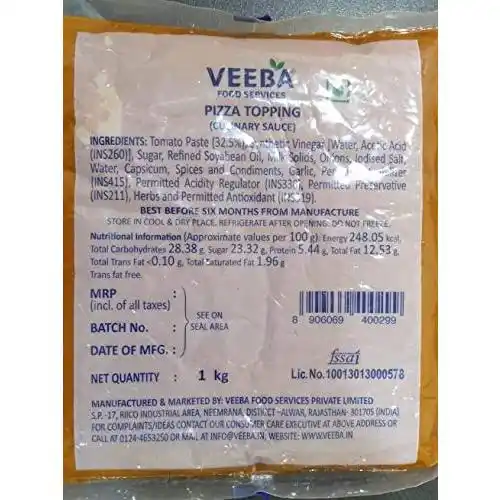 VEEBA
FOOD SERVICES
PIZZA TOPPING
(CULINARY SAUCE)
INGREDIENTS: Tomato Paste [32.5%], Synthetic Vinegar [Water, Acetic Acid
(INS260)], Sugar, Refined Soyabean Oil, Milk Solids, Onions, Iodised Salt,
Water, Capsicum, Spices and Condiments, Garlic,
(INS415), Permitted Acidity Regulator (INS330), Permitted Preservative
(INS211), Herbs and Permitted Antioxidant (INS319).
BEST BEFORE SIX MONTHS FROM MANUFACTURE
STORE IN COOL & DRY PLACE. REFRIGERATE AFTER OPENING. DO NOT FREEZE.
Nutritional Information (Approximate values per 100 g): Energy 248.05 kcal,
Total Carbohydrates 28.38 g, Sugar 23.32 g, Protein 5.44 g, Total Fat 12.53 g,
Total Trans Fat <0.10 g, Total Saturated Fat 1.96 g
Trans fat free.
MRP :
(incl. of all taxes)
BATCH No. :
DATE OF MFG. :
SEE ON
SEAL AREA
8 906069 400299
NET QUANTITY : 1 kg
fssai
Lic. No. 10013013000578
MANUFACTURED & MARKETED BY: VEEBA FOOD SERVICES PRIVATE LIMITED
S.P. -17, RIICO INDUSTRIAL AREA, NEEMRANA, DISTRICT -ALWAR, RAJASTHAN- 301705 (INDIA)
FOR COMPLAINTS/IDEAS CONTACT OUR CONSUMER CARE EXECUTIVE AT ABOVE ADDRESS OR
CALL AT 0124-4653250 OR MAIL AT INFO@VEEBA.IN, WEBSITE: WWW.VEEBA.IN